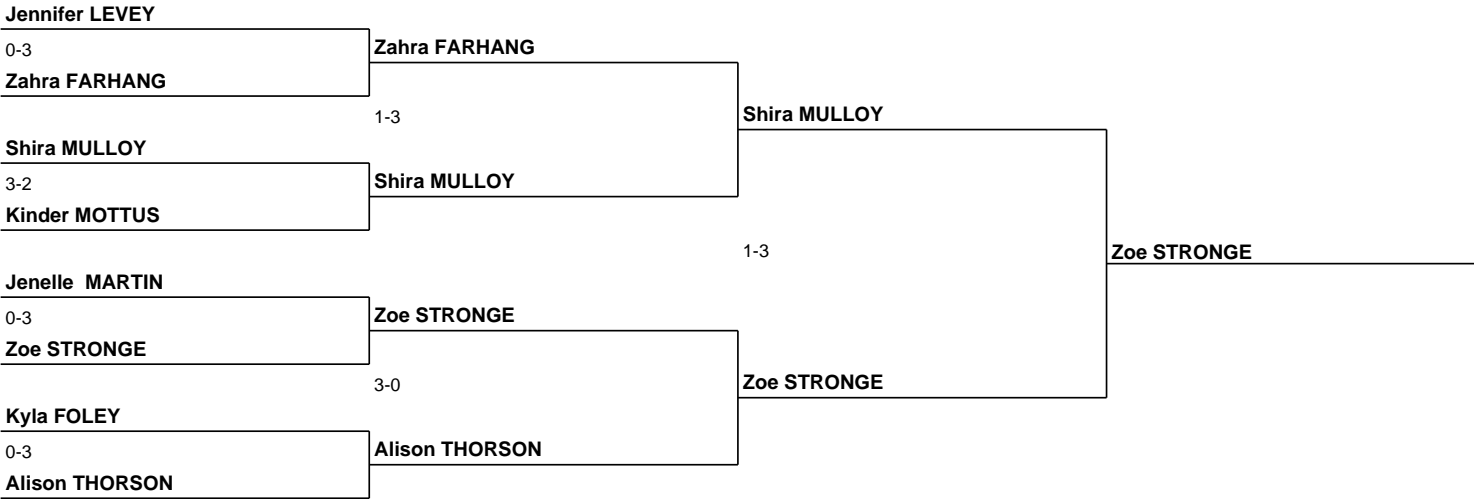 Jennifer LEVEY
0-3
Zahra FARHANG
Zahra FARHANG
1-3
Shira MULLOY
Shira MULLOY
3-2
Shira MULLOY
Kinder MOTTUS
1-3
Zoe STRONGE
Jenelle  MARTIN
0-3
Zoe STRONGE
Zoe STRONGE
3-0
Zoe STRONGE
Kyla FOLEY
0-3
Alison THORSON
Alison THORSON